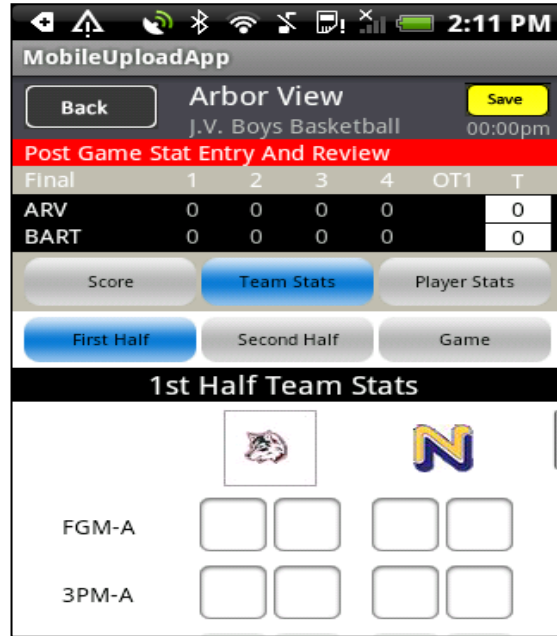 2:11 PM
MobileUploadApp
Back Arbor View Save
J.V. Boys Basketball 00:00pm
Post Game Stat Entry And Review
Final 1 2 3 4 OT1 T
ARV 0 0 0 0 0
BART 0 0 0 0 0
Score Team Stats Player Stats
First Half Second Half Game
1st Half Team Stats
N
FGM-A
3PM-A